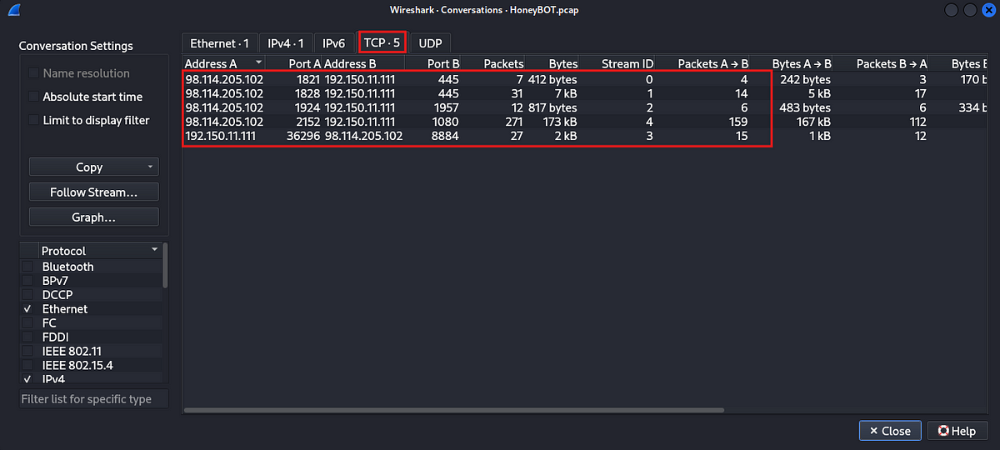 Wireshark · Conversations · HoneyBOT.pcap
Conversation Settings
Name resolution
Absolute start time
Limit to display filter
Copy
Follow Stream…
Graph…
Protocol
Bluetooth
BPv7
DCCP
Ethernet
FC
FDDI
IEEE 802.11
IEEE 802.15.4
IPv4
Filter list for specific type
Ethernet · 1 IPv4 · 1 IPv6 TCP · 5 UDP
Address A Port A Address B Port B Packets Bytes Stream ID Packets A → B Bytes A → B Packets B → A Bytes
98.114.205.102 1821 192.150.11.111 445 7 412 bytes 0 4 242 bytes 3 170 b
98.114.205.102 1828 192.150.11.111 445 31 7 kB 1 14 5 kB 17
98.114.205.102 1924 192.150.11.111 1957 12 817 bytes 2 6 483 bytes 6 334 b
98.114.205.102 2152 192.150.11.111 1080 271 173 kB 4 159 167 kB 112
192.150.11.111 36296 98.114.205.102 8884 27 2 kB 3 15 1 kB 12
Close Help